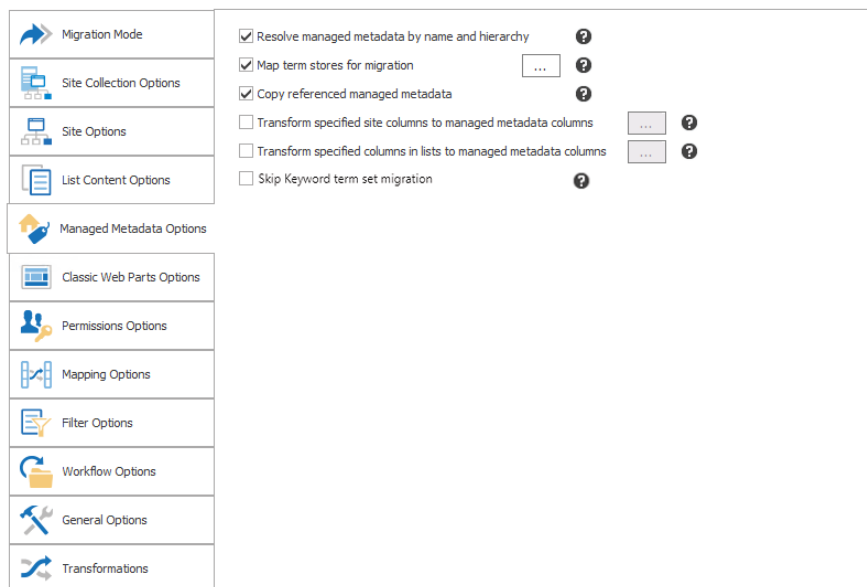 Migration Mode
Site Collection Options
Site Options
List Content Options
Managed Metadata Options
Classic Web Parts Options
Permissions Options
Mapping Options
Filter Options
Workflow Options
General Options
Transformations
Resolve managed metadata by name and hierarchy ?
Map term stores for migration ... ?
Copy referenced managed metadata ?
Transform specified site columns to managed metadata columns ... ?
Transform specified columns in lists to managed metadata columns ... ?
Skip Keyword term set migration ?